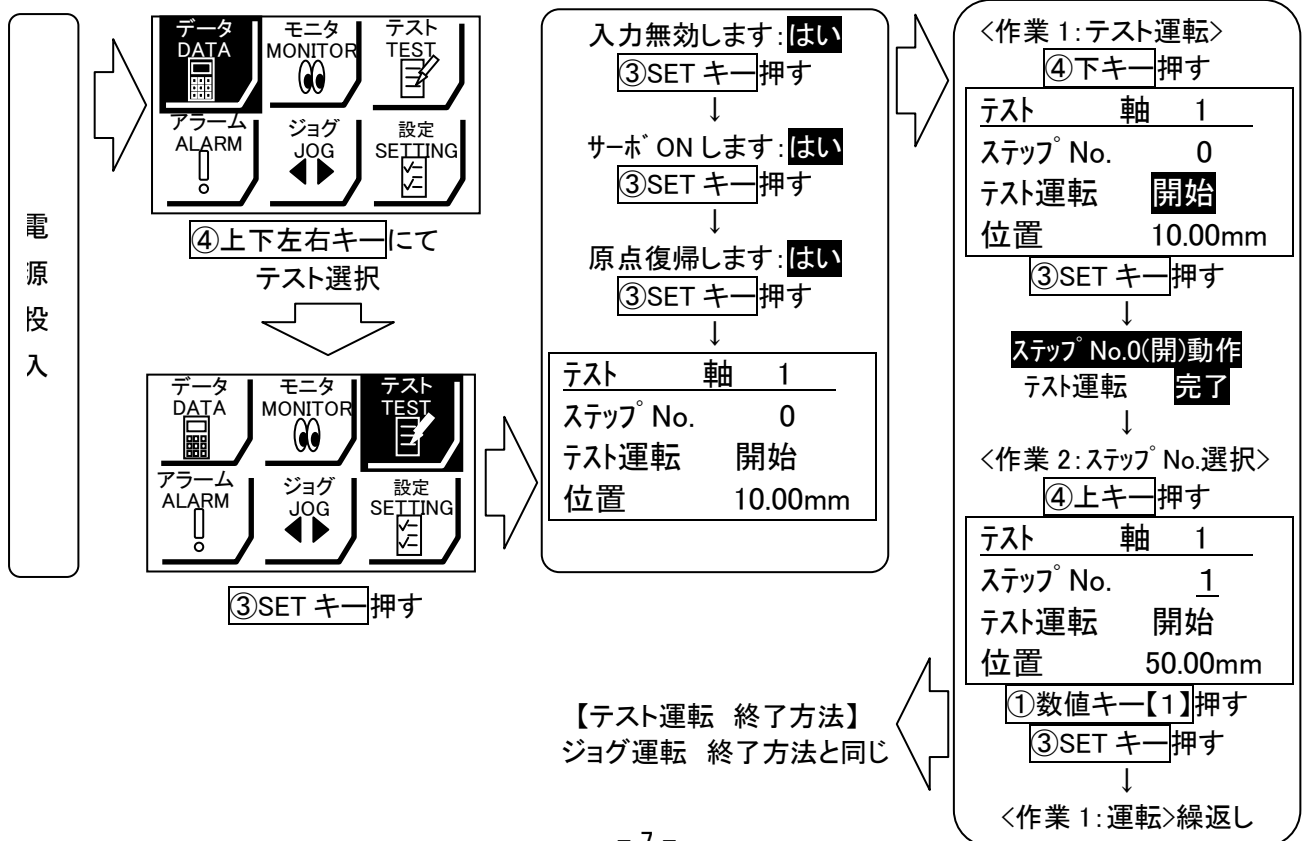 電
源
投
入
データ
DATA
モニタ
MONITOR
テスト
TEST
アラーム
ALARM
ジョグ
JOG
設定
SETTING
④上下左右キーにて
テスト選択
データ
DATA
モニタ
MONITOR
テスト
TEST
アラーム
ALARM
ジョグ
JOG
設定
SETTING
③SET キー押す
入力無効します:はい
③SET キー押す
↓
サーボ ON します:はい
③SET キー押す
↓
原点復帰します:はい
③SET キー押す
↓
テスト 軸 1
ステップ No. 0
テスト運転 開始
位置 10.00mm
<作業 1:テスト運転>
④下キー押す
テスト 軸 1
ステップ No. 0
テスト運転 開始
位置 10.00mm
③SET キー押す
↓
ステップ No.0(開)動作
テスト運転 完了
↓
<作業 2:ステップ No.選択>
④上キー押す
テスト 軸 1
ステップ No. 1
テスト運転 開始
位置 50.00mm
①数値キー【1】押す
③SET キー押す
↓
<作業 1:運転>繰返し
【テスト運転 終了方法】
ジョグ運転 終了方法と同じ
- 7 -